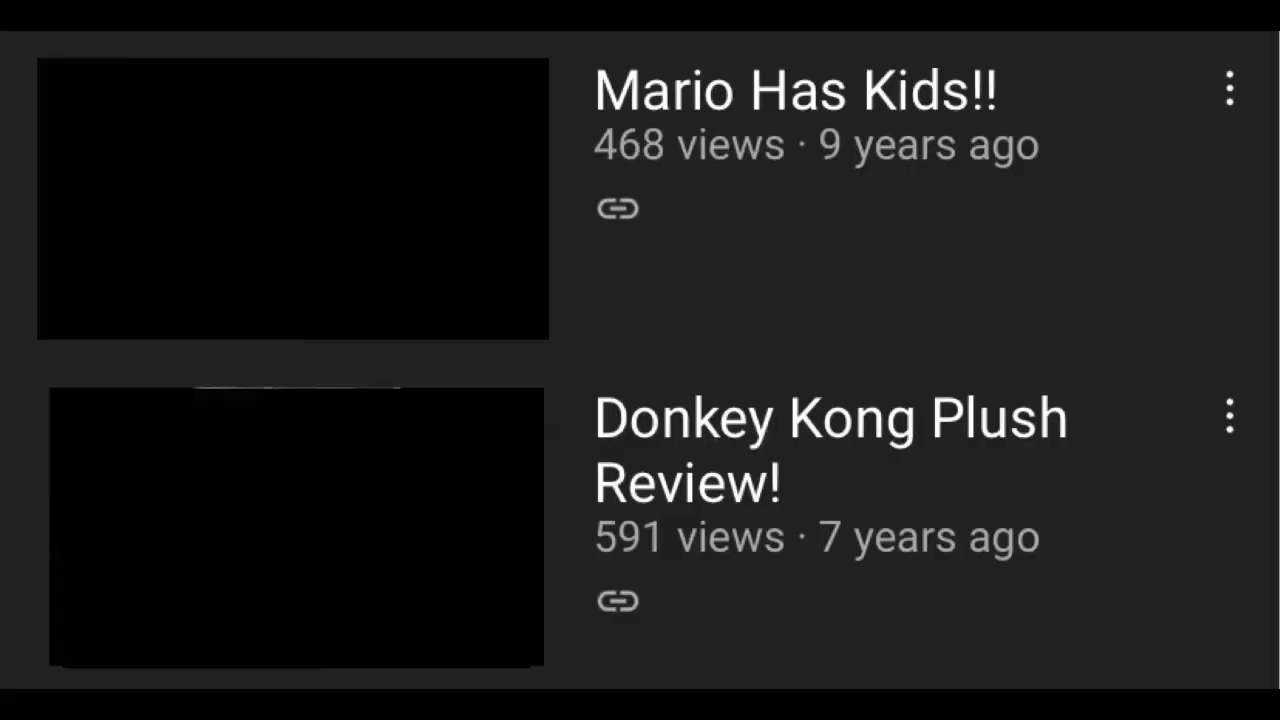 Mario Has Kids!!
468 views · 9 years ago
Donkey Kong Plush
Review!
591 views · 7 years ago